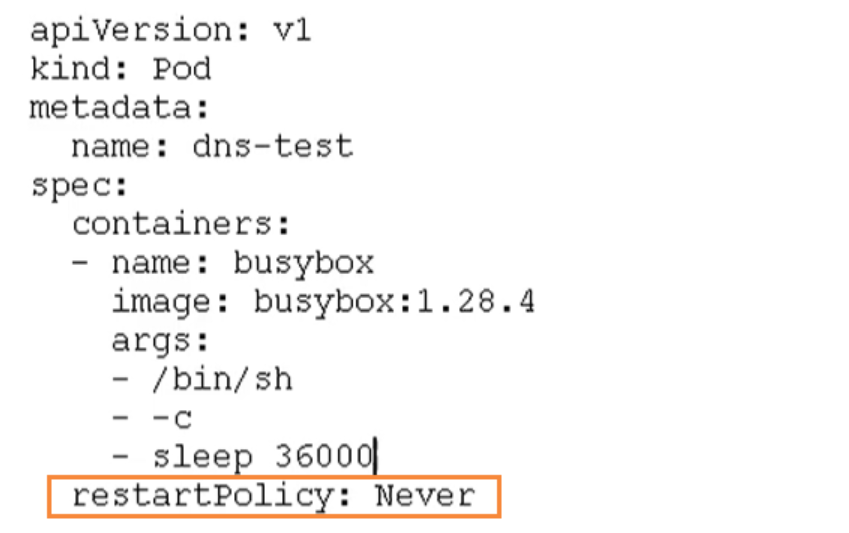 apiVersion: v1
kind: Pod
metadata:
  name: dns-test
spec:
  containers:
  - name: busybox
    image: busybox:1.28.4
    args:
    - /bin/sh
    - -c
    - sleep 36000
  restartPolicy: Never